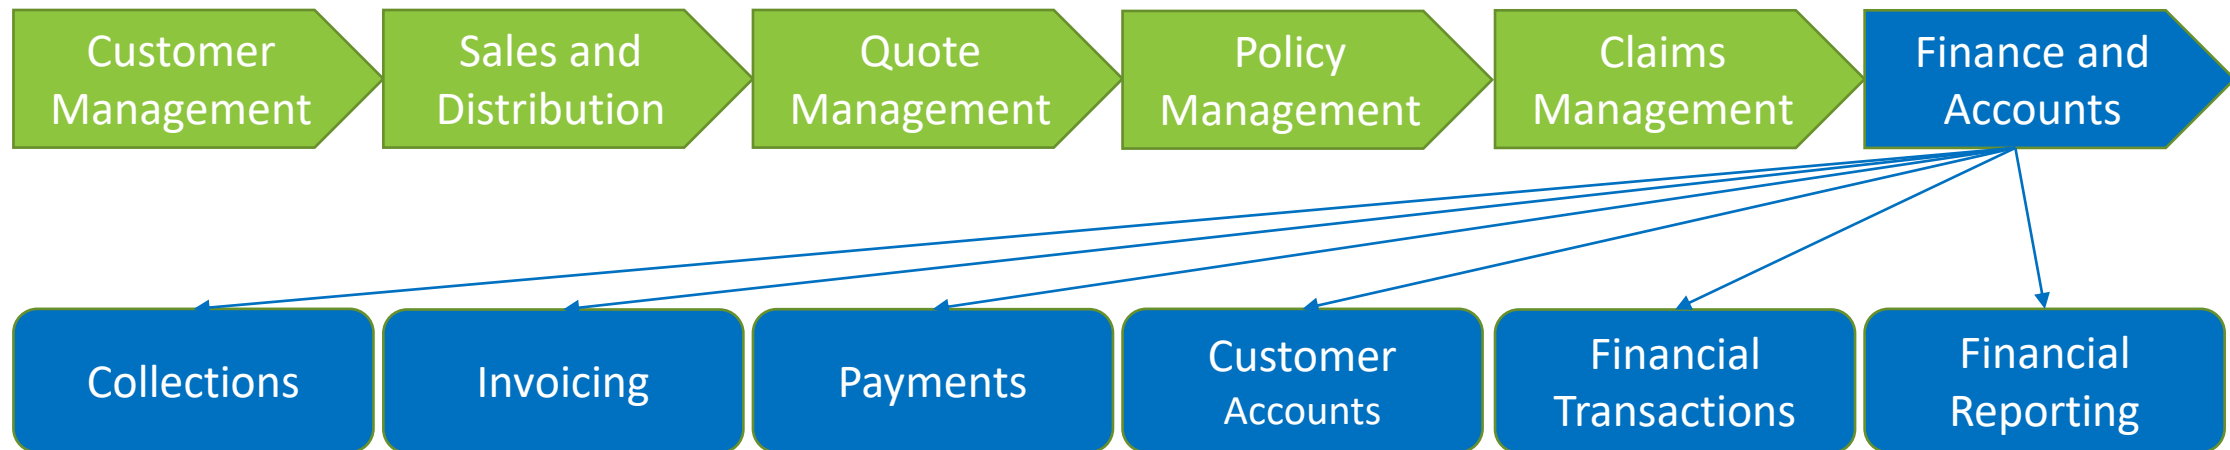 Customer
Management
Sales and
Distribution
Quote
Management
Policy
Management
Claims
Management
Finance and
Accounts
Collections
Invoicing
Payments
Customer
Accounts
Financial
Transactions
Financial
Reporting